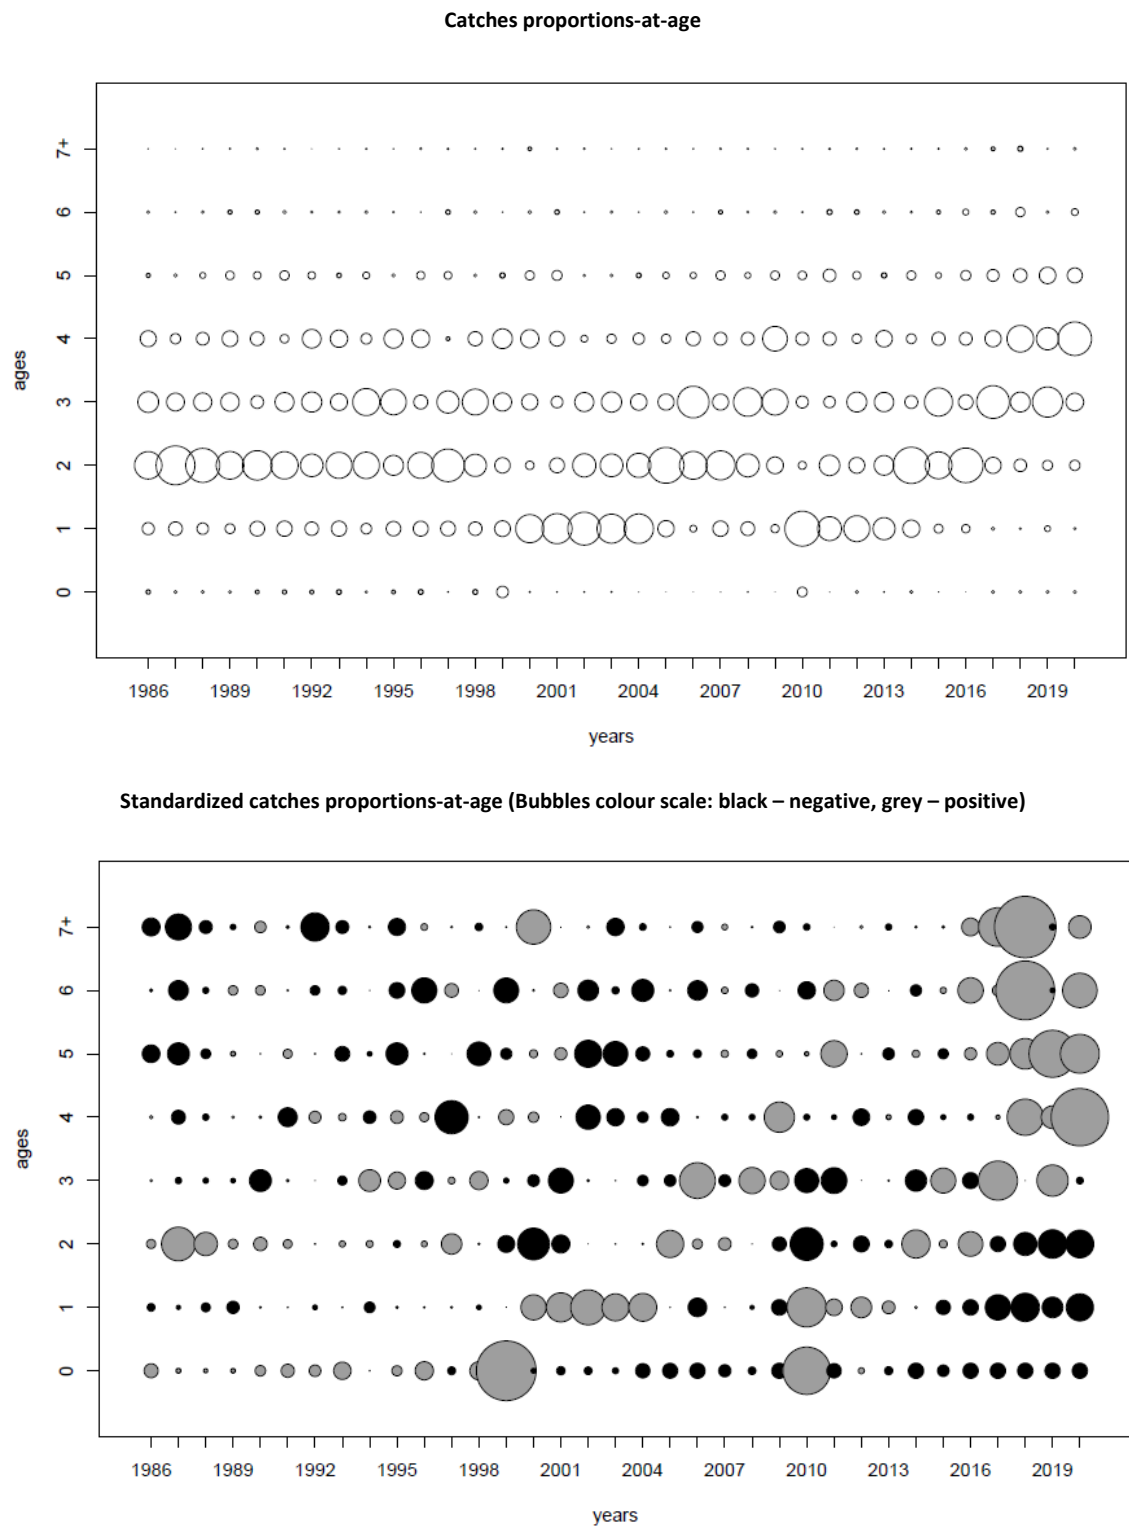 Catches proportions-at-age
7+
6
5
4
3
2
1
0
ages
1986 1989 1992 1995 1998 2001 2004 2007 2010 2013 2016 2019
years
Standardized catches proportions-at-age (Bubbles colour scale: black – negative, grey – positive)
7+
6
5
4
3
2
1
0
ages
1986 1989 1992 1995 1998 2001 2004 2007 2010 2013 2016 2019
years